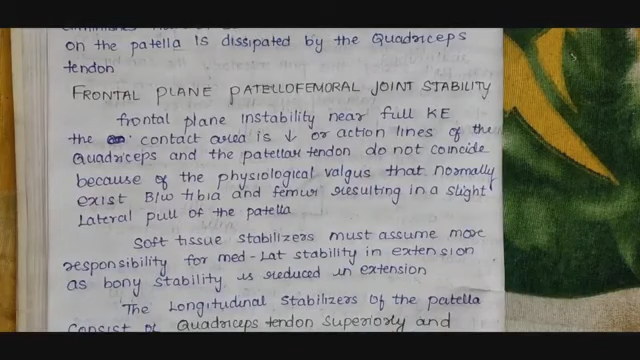 on the patella is dissipated by the Quadriceps
tendon
FRONTAL PLANE PATELLOFEMORAL JOINT STABILITY
frontal plane instability near full KE
the contact area is ↓ or action lines of the
Quadriceps and the patellar tendon do not coincide
because of the physiological valgus that normally
exist B/w tibia and femur resulting in a slight
Lateral pull of the patella
Soft tissue stabilizers must assume more
responsibility for med-Lat stability in extension
as bony stability is reduced in extension
The Longitudinal stabilizers of the patella
consist of Quadriceps tendon superiorly and